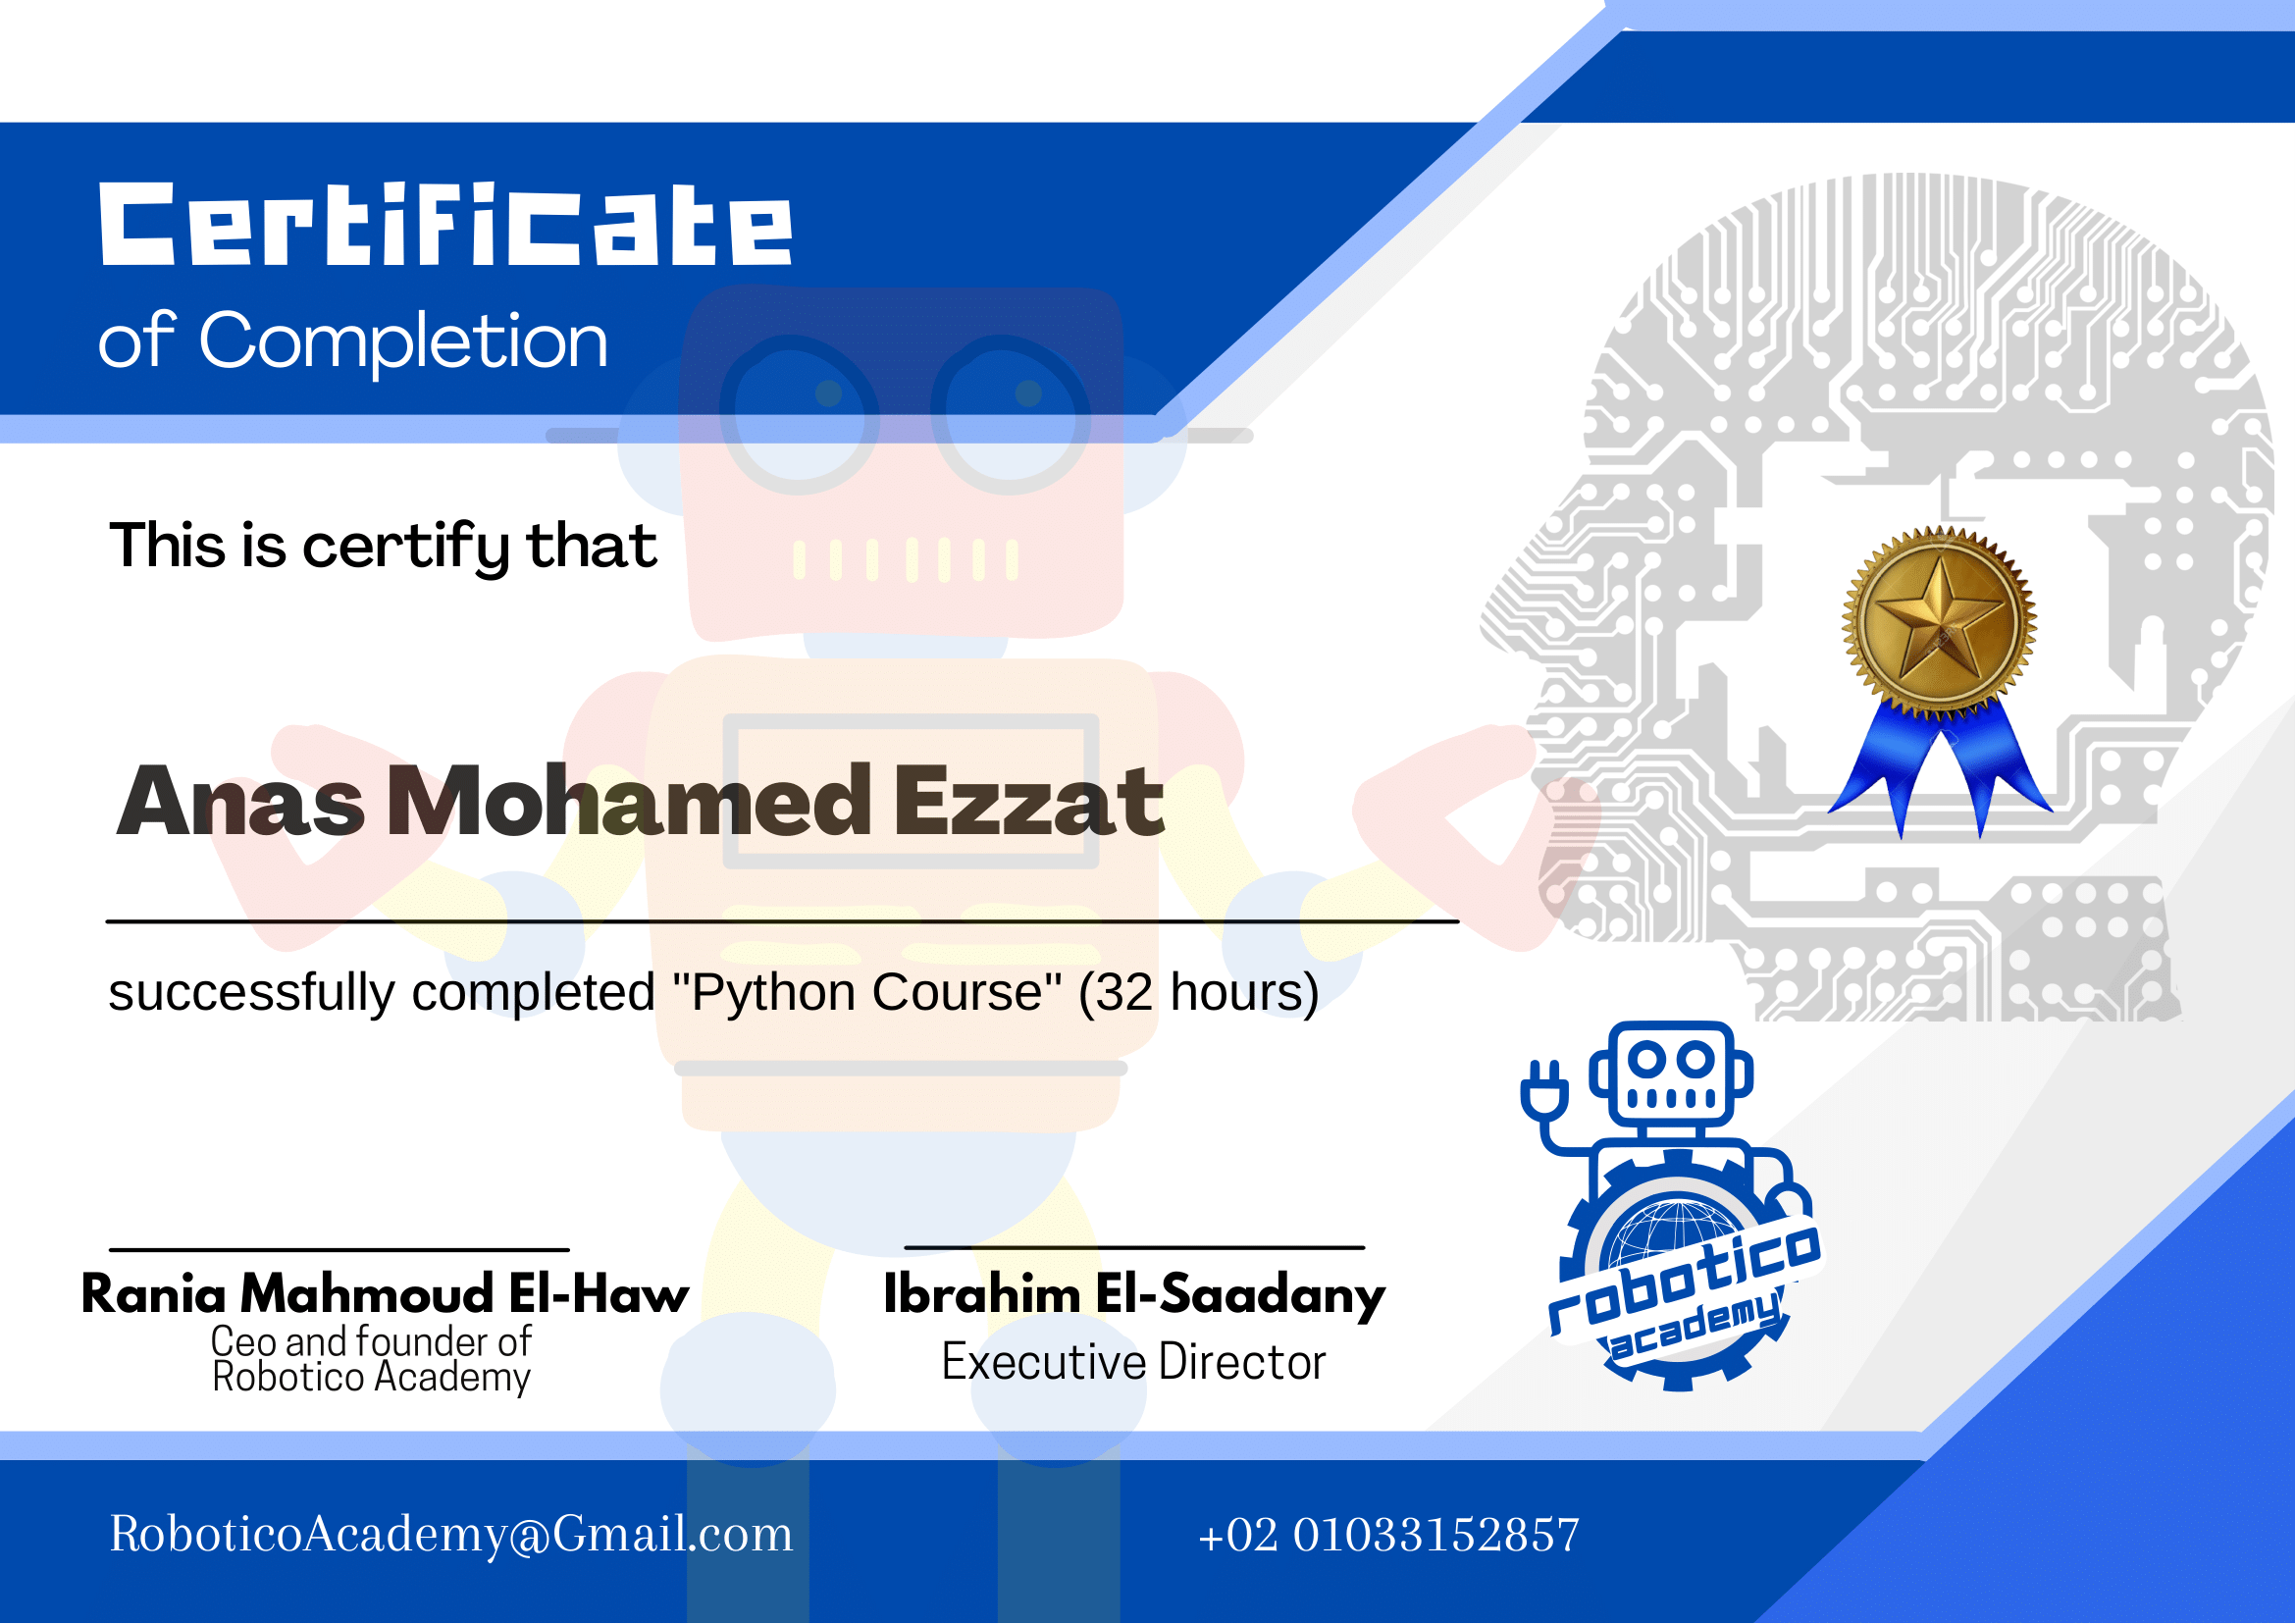 Certificate
of Completion
This is certify that
Anas Mohamed Ezzat
successfully completed "Python Course" (32 hours)
Rania Mahmoud El-Haw
Ceo and founder of
Robotico Academy
Ibrahim El-Saadany
Executive Director
robotico
academy
RoboticoAcademy@Gmail.com
+02 01033152857